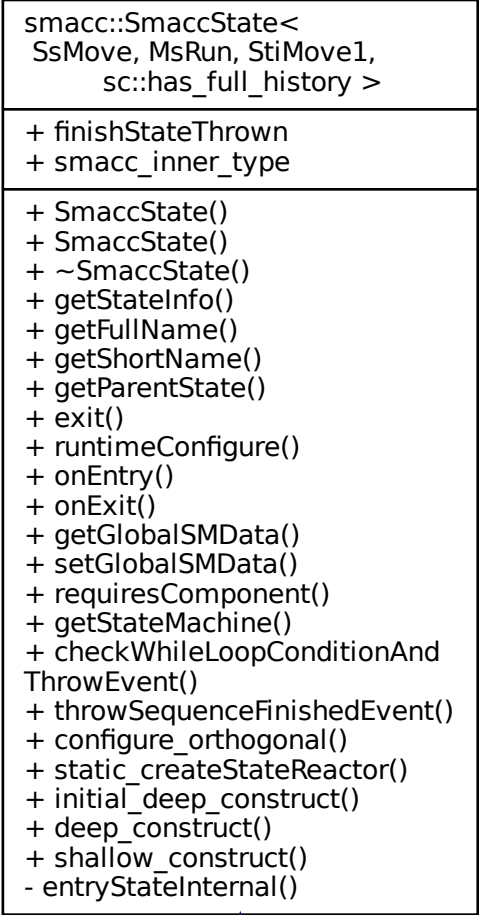 smacc::SmaccState<
SsMove, MsRun, StiMove1,
sc::has_full_history >
+ finishStateThrown
+ smacc_inner_type
+ SmaccState()
+ SmaccState()
+ ~SmaccState()
+ getStateInfo()
+ getFullName()
+ getShortName()
+ getParentState()
+ exit()
+ runtimeConfigure()
+ onEntry()
+ onExit()
+ getGlobalSMData()
+ setGlobalSMData()
+ requiresComponent()
+ getStateMachine()
+ checkWhileLoopConditionAnd
ThrowEvent()
+ throwSequenceFinishedEvent()
+ configure_orthogonal()
+ static_createStateReactor()
+ initial_deep_construct()
+ deep_construct()
+ shallow_construct()
- entryStateInternal()